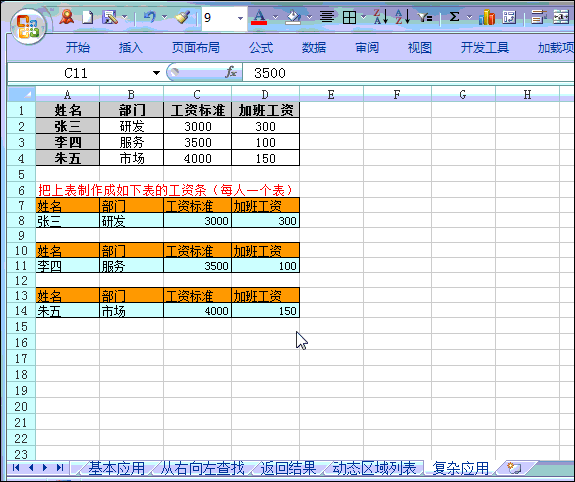 9 A A
开始 插入 页面布局 公式 数据 审阅 视图 开发工具 加载项
C11 fx 3500
A B C D E F G H
1 姓名 部门 工资标准 加班工资
2 张三 研发 3000 300
3 李四 服务 3500 100
4 朱五 市场 4000 150
5
6 把上表制作成如下表的工资条（每人一个表）
7 姓名 部门 工资标准 加班工资
8 张三 研发 3000 300
9
10 姓名 部门 工资标准 加班工资
11 李四 服务 3500 100
12
13 姓名 部门 工资标准 加班工资
14 朱五 市场 4000 150
15
16
17
18
19
20
21
22
23
基本应用 从右向左查找 返回结果 动态区域列表 复杂应用